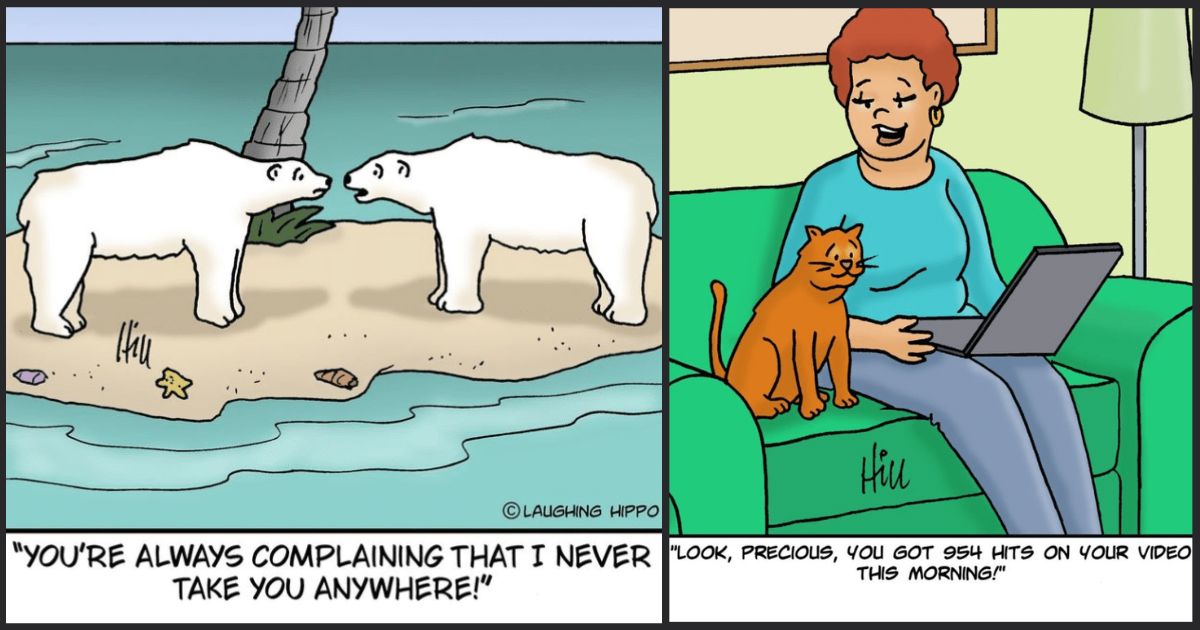 Hill
© LAUGHING HIPPO
"YOU'RE ALWAYS COMPLAINING THAT I NEVER
TAKE YOU ANYWHERE!"
Hill
"LOOK, PRECIOUS, YOU GOT 954 HITS ON YOUR VIDEO
THIS MORNING!"